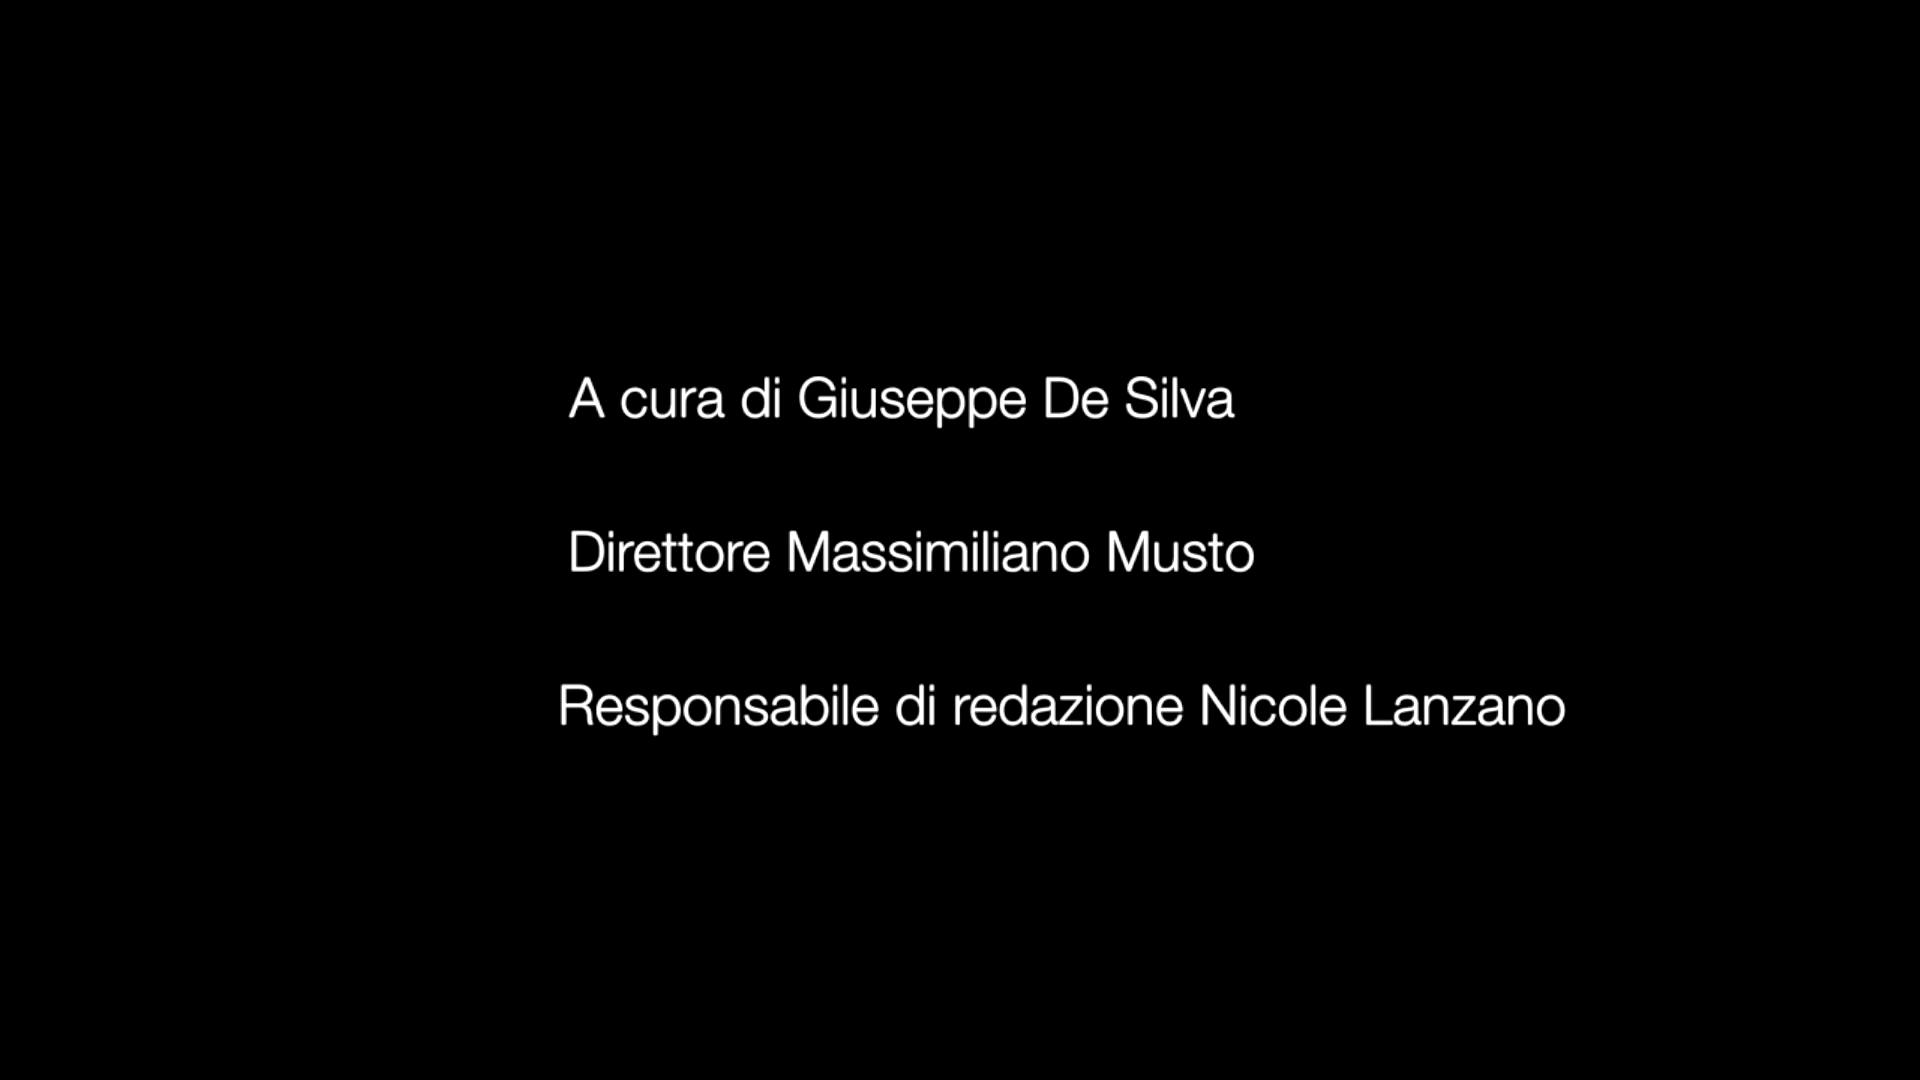 A cura di Giuseppe De Silva
Direttore Massimiliano Musto
Responsabile di redazione Nicole Lanzano